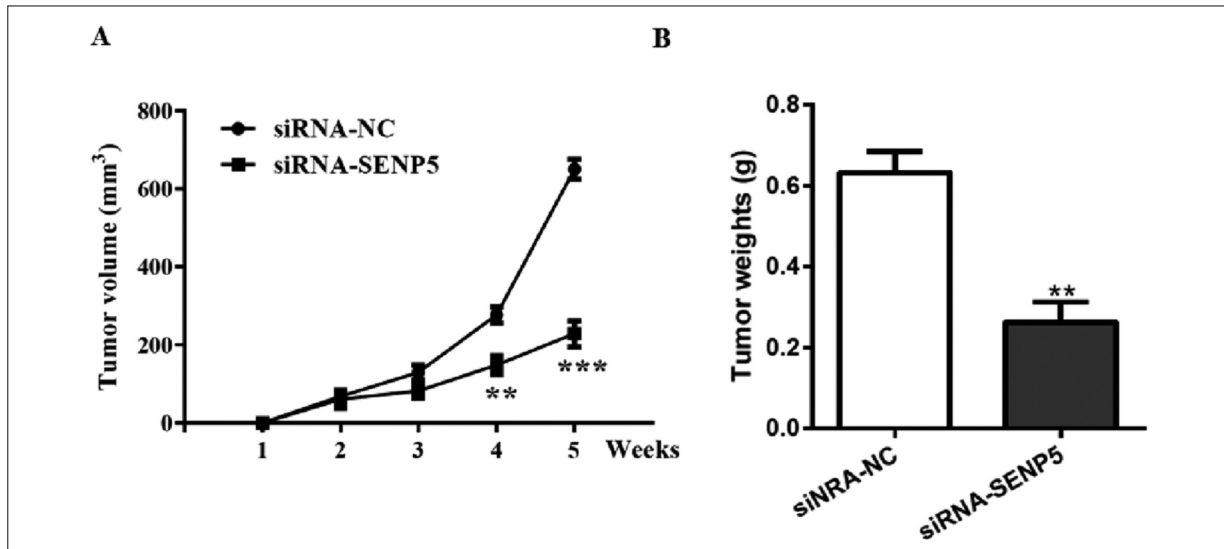 A
B
Tumor volume (mm³)
800
600
400
200
0
siRNA-NC
siRNA-SENP5
**
***
1 2 3 4 5 Weeks
Tumor weights (g)
0.8
0.6
0.4
0.2
0.0
**
siNRA-NC
siRNA-SENP5